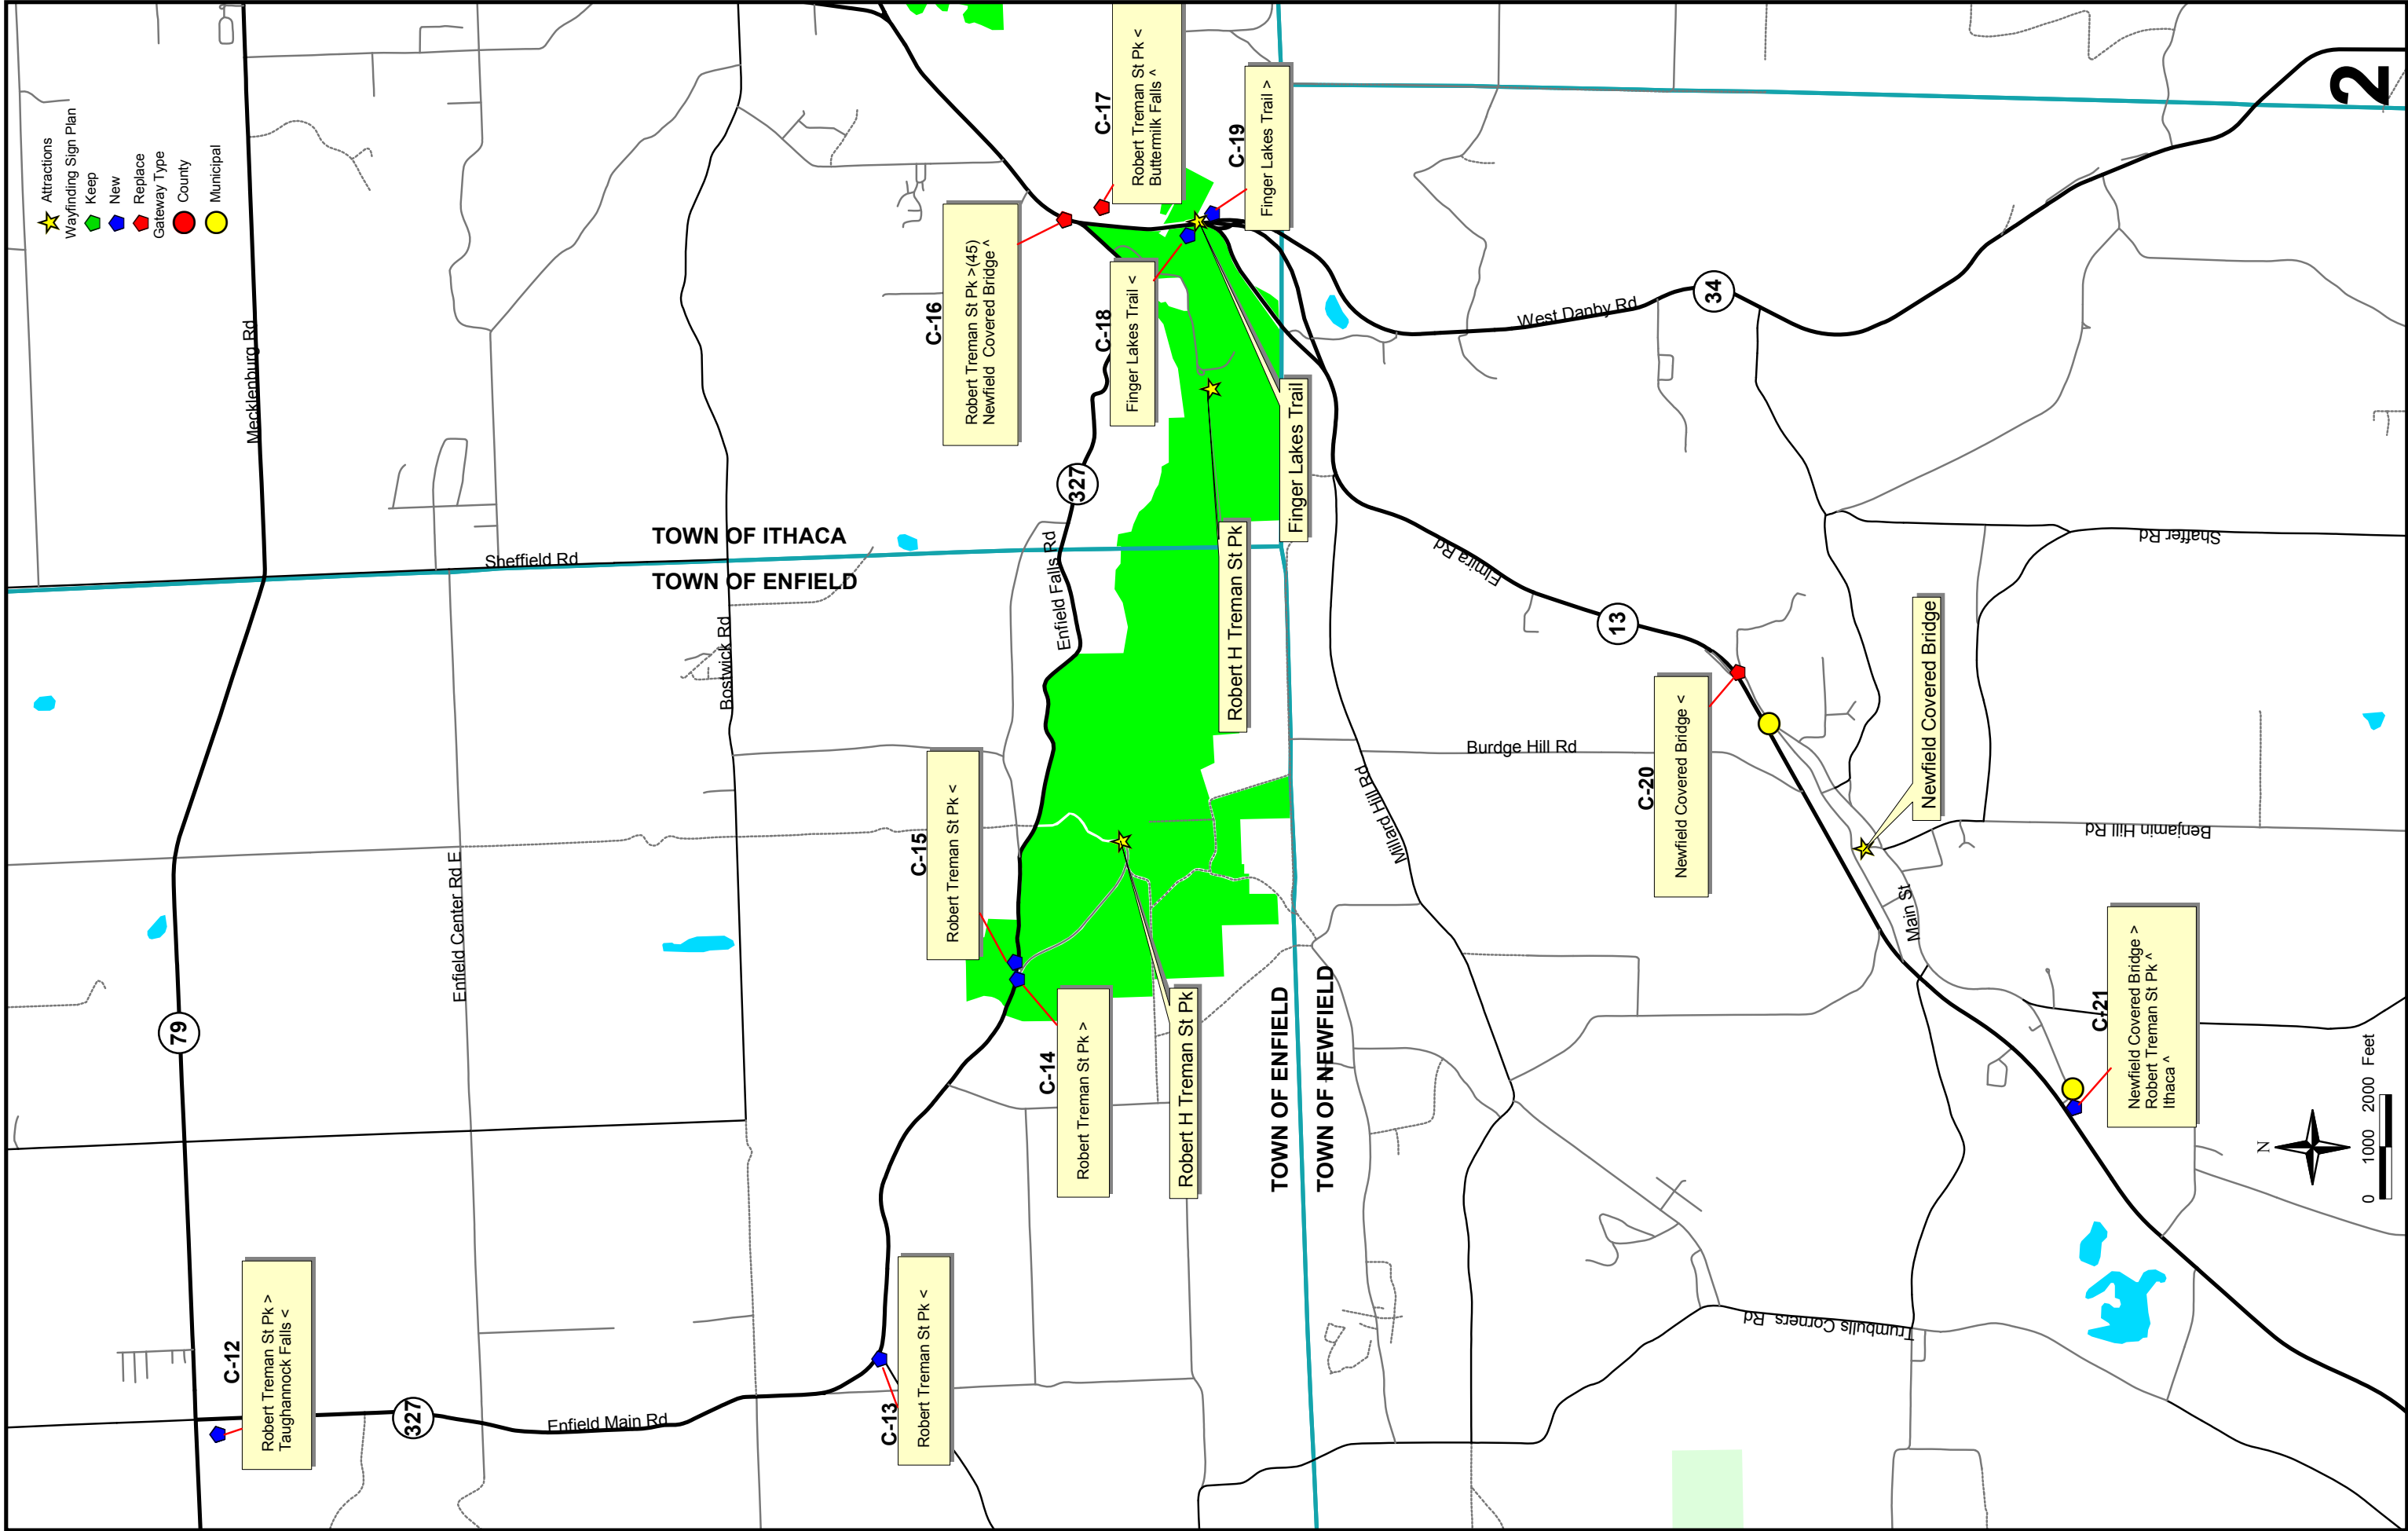 Attractions
Wayfinding Sign Plan
Keep
New
Replace
Gateway Type
County
Municipal
2
Mecklenburg Rd
Sheffield Rd
TOWN OF ITHACA
TOWN OF ENFIELD
Bostwick Rd
Enfield Center Rd E
79
327
Enfield Main Rd
C-12
Robert Treman St Pk >
Taughannock Falls <
C-13
Robert Treman St Pk <
C-14
Robert Treman St Pk >
C-15
Robert Treman St Pk <
C-16
Robert Treman St Pk >(45)
Newfield Covered Bridge ^
C-17
Robert Treman St Pk <
Buttermilk Falls ^
C-18
Finger Lakes Trail <
C-19
Finger Lakes Trail >
327
Enfield Falls Rd
Finger Lakes Trail
Robert H Treman St Pk
Robert H Treman St Pk
TOWN OF ENFIELD
TOWN OF NEWFIELD
West Danby Rd
34
Elmira Rd
13
Millard Hill Rd
Burdge Hill Rd
C-20
Newfield Covered Bridge <
Newfield Covered Bridge
Shaffer Rd
Benjamin Hill Rd
Main St
C-21
Newfield Covered Bridge >
Robert Treman St Pk ^
Ithaca ^
Trumbulls Corners Rd
N
0 1000 2000 Feet